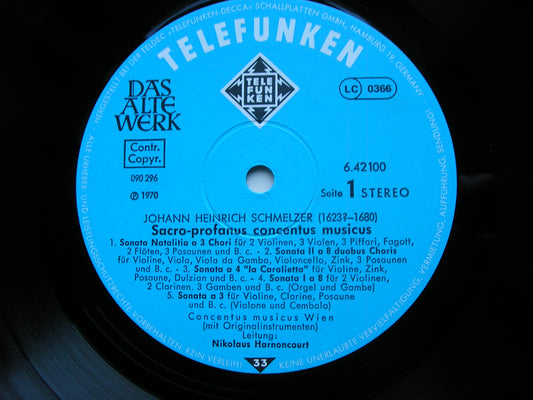 HERGESTELLT BEI DER TELDEC »TELEFUNKEN-DECCA« SCHALLPLATTEN GMBH, HAMBURG 19, GERMANY
TELEFUNKEN
TELE
FUN
KEN
DAS
ALTE
WERK
LC 0366
Contr.
Copyr.
090 296
℗ 1970
6.42100
Seite 1 STEREO
JOHANN HEINRICH SCHMELZER (1623?-1680)
Sacro-profanus concentus musicus
1. Sonata Natalitia a 3 Chori für 2 Violinen, 3 Violen, 3 Piffari, Fagott,
2 Flöten, 3 Posaunen und B. c. - 2. Sonata II a 8 duobus Choris
für Violine, Viola, Viola da Gamba, Violoncello, Zink, 3 Posaunen
und B. c. - 3. Sonata a 4 "la Carolietta" für Violine, Zink,
Posaune, Dulzian und B. c. - 4. Sonata I a 8 für 2 Violinen,
2 Clarinen, 3 Gamben und B. c. (Orgel und Gambe)
5. Sonata a 3 für Violine, Clarine, Posaune
und B. c. (Violone und Cembalo)
Concentus musicus Wien
(mit Originalinstrumenten)
Leitung:
Nikolaus Harnoncourt
33
ALLE URHEBER- UND LEISTUNGSSCHUTZRECHTE VORBEHALTEN. KEIN VERLEIH! KEINE UNERLAUBTE VERVIELFÄLTIGUNG, VERMIETUNG, AUFFÜHRUNG, SENDUNG!